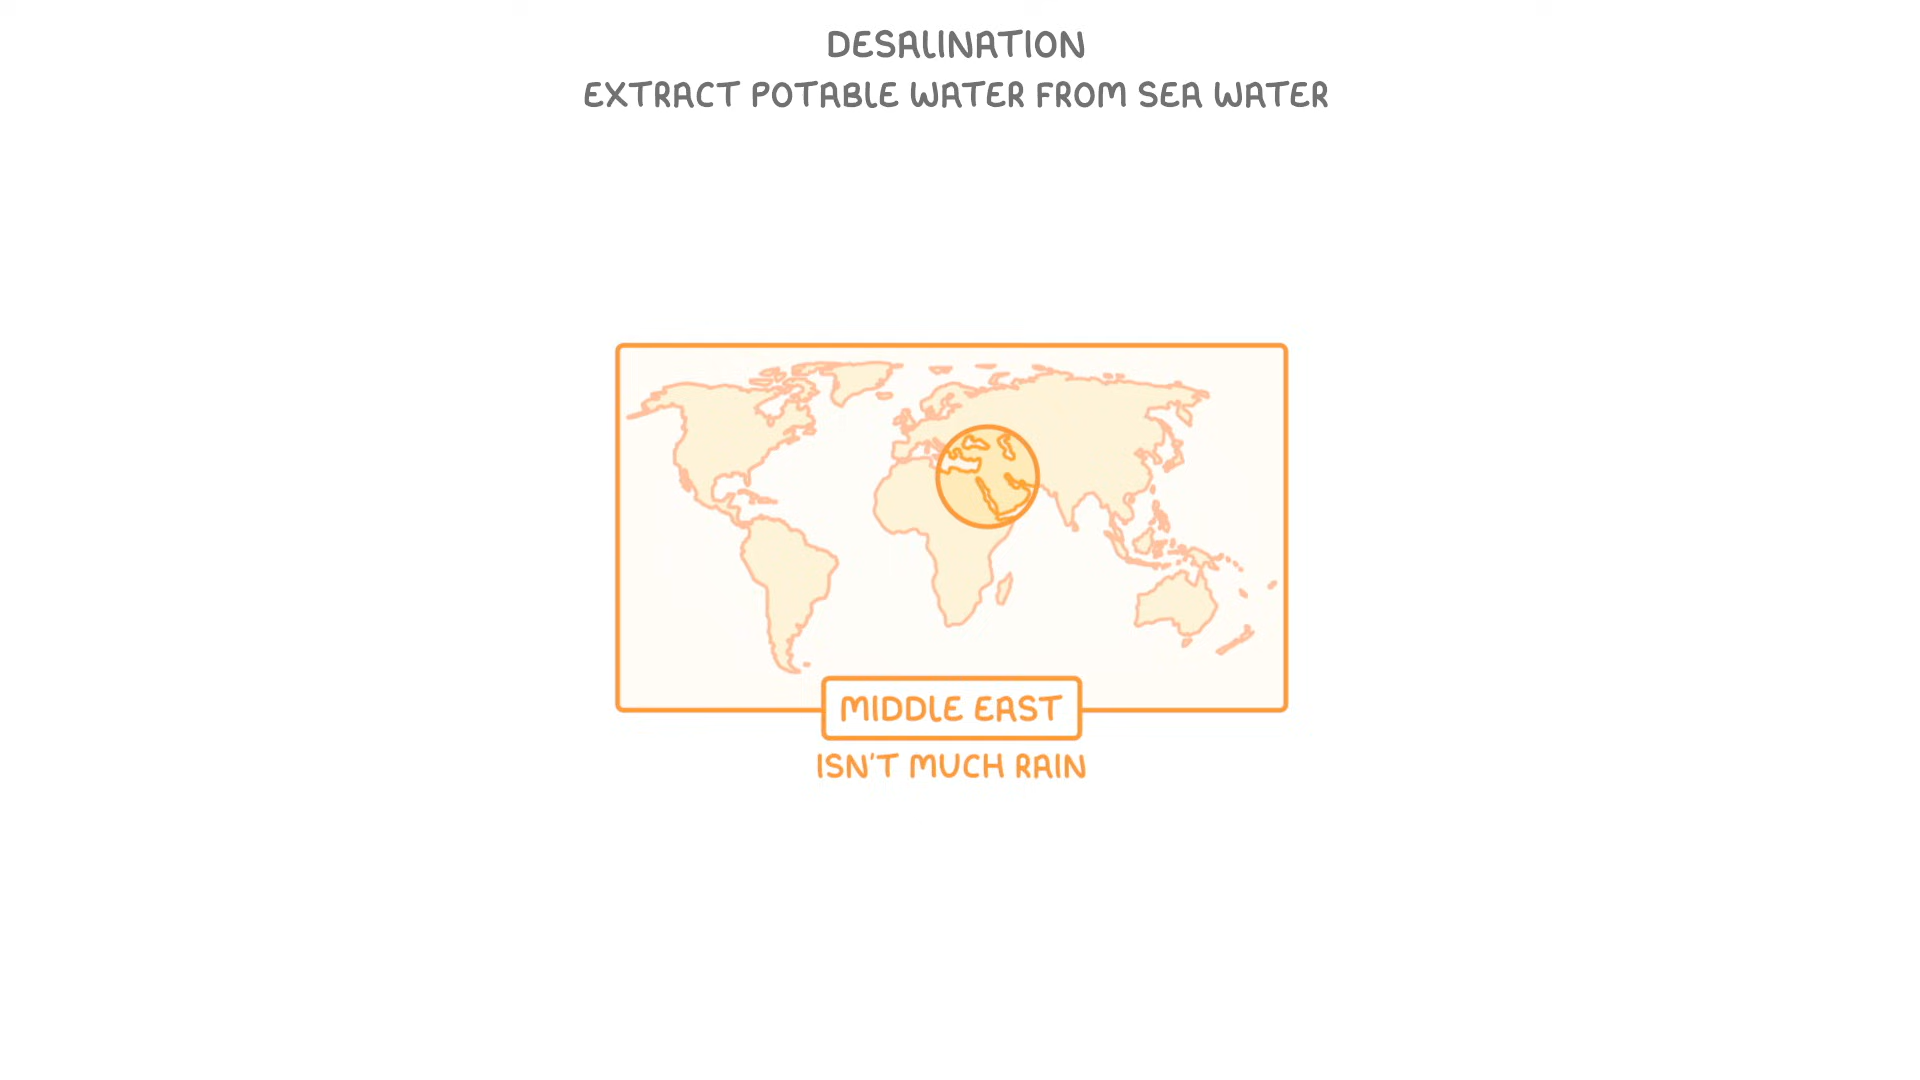 DESALINATION
EXTRACT POTABLE WATER FROM SEA WATER
MIDDLE EAST
ISN'T MUCH RAIN